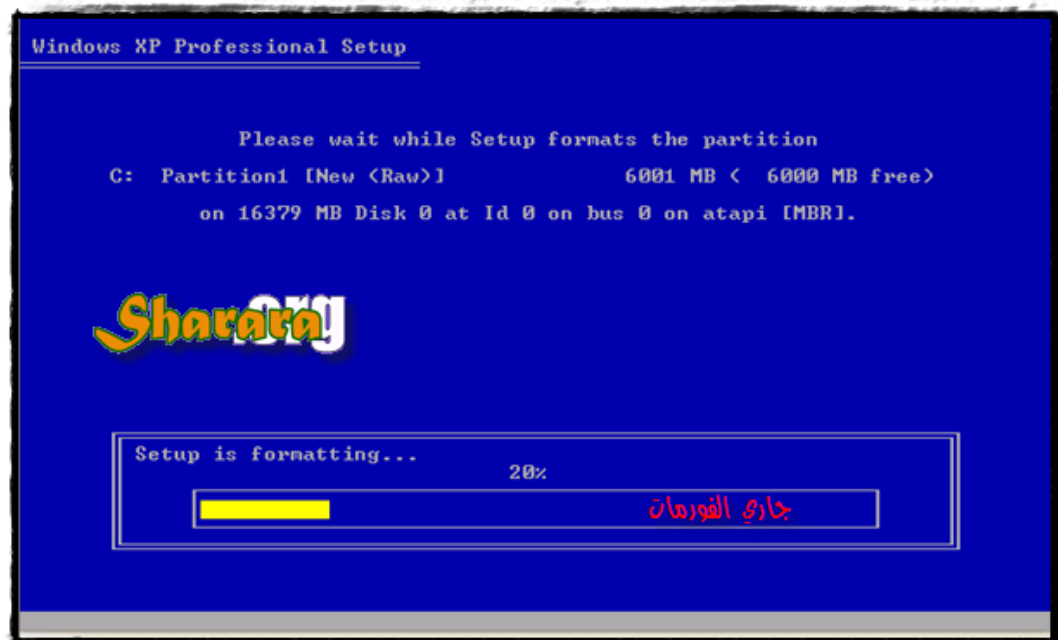 Windows XP Professional Setup
Please wait while Setup formats the partition
C: Partition1 [New (Raw)] 6001 MB ( 6000 MB free)
on 16379 MB Disk 0 at Id 0 on bus 0 on atapi [MBR].
Sharara.org
Setup is formatting...
20%
جاري الفورمات